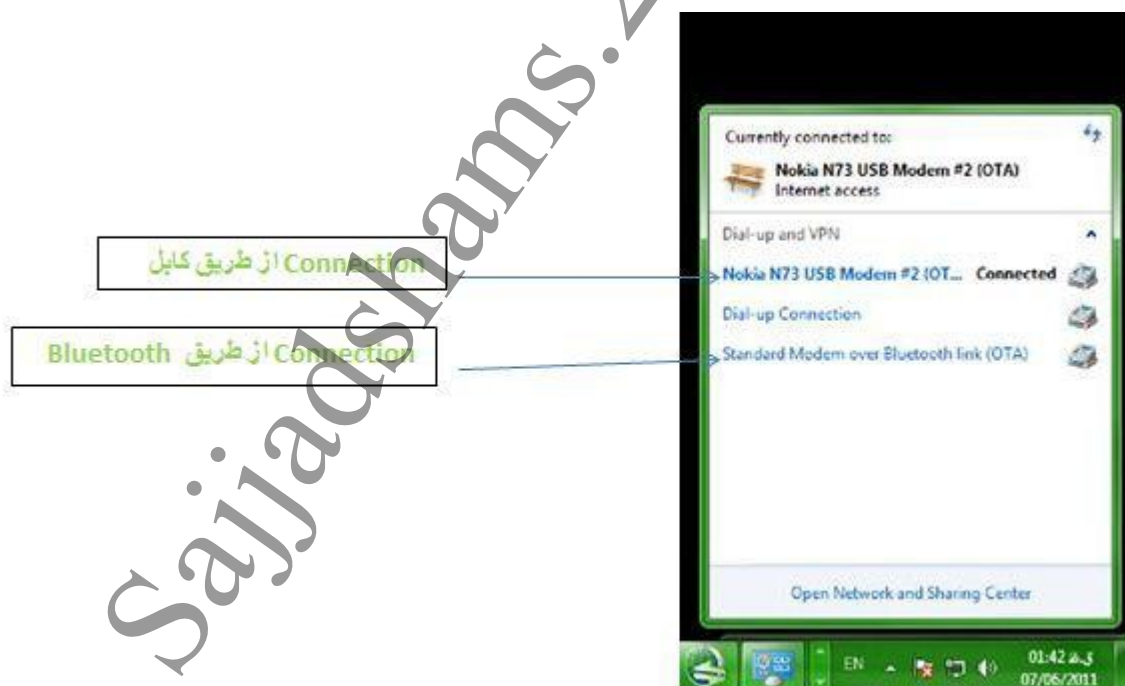 Currently connected to:
Nokia N73 USB Modem #2 (OTA)
Internet access
Dial-up and VPN
Connection از طریق کابل
Nokia N73 USB Modem #2 (OT... Connected
Dial-up Connection
Connection از طریق Bluetooth
Standard Modem over Bluetooth link (OTA)
Open Network and Sharing Center
EN
01:42
07/06/2011
Sajjadshams.